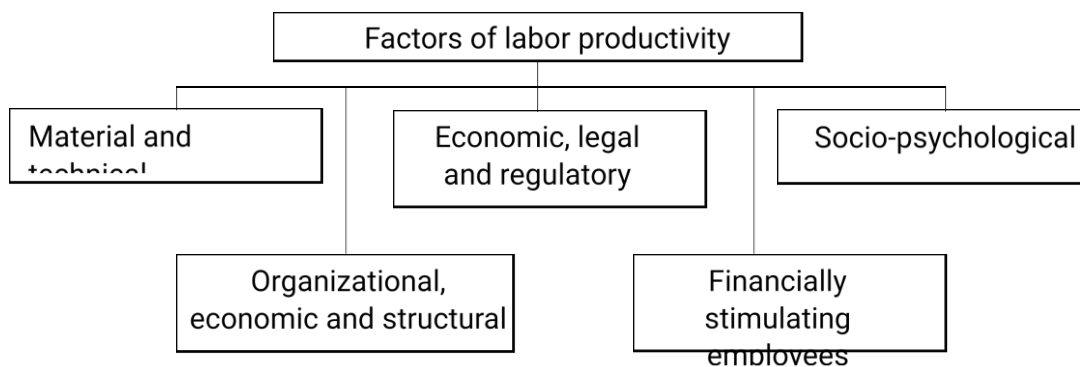 Factors of labor productivity
Material and
technical
Economic, legal
and regulatory
Socio-psychological
Organizational,
economic and structural
Financially
stimulating
employees